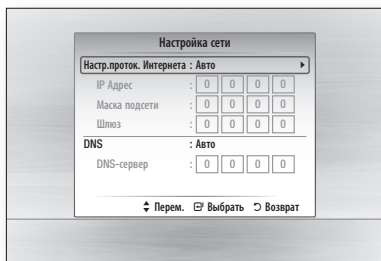 Настройка сети
Настр.проток. Интернета : Авто
IP Адрес : 0 0 0 0
Маска подсети : 0 0 0 0
Шлюз : 0 0 0 0
DNS : Авто
DNS-сервер : 0 0 0 0
Перем. Выбрать Возврат